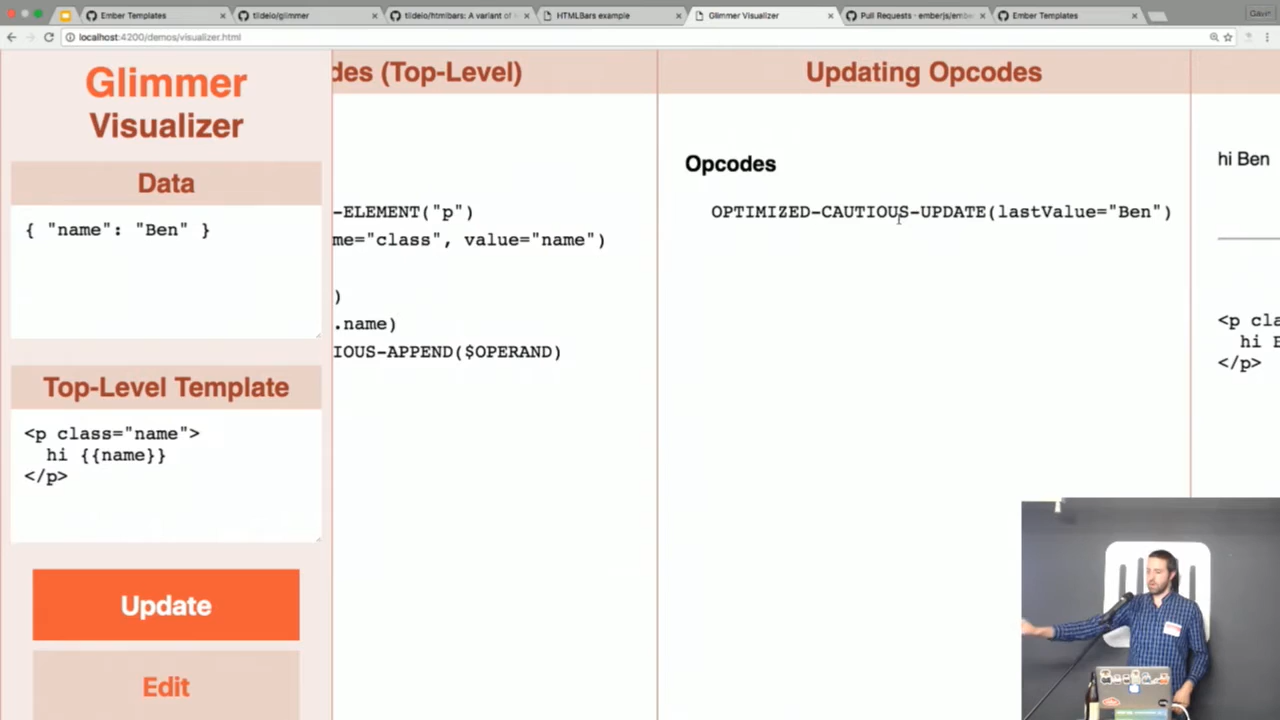 Ember Templates
tildeio/glimmer
tildeio/htmlbars: A variant of
HTMLBars example
Glimmer Visualizer
Pull Requests · emberjs/embe
Ember Templates
localhost:4200/demos/visualizer.html
Glimmer
Visualizer
Data
{ "name": "Ben" }
Top-Level Template
<p class="name">
hi {{name}}
</p>
Update
Edit
des (Top-Level)
-ELEMENT("p")
me="class", value="name")
)
.name)
IOUS-APPEND($OPERAND)
Updating Opcodes
Opcodes
OPTIMIZED-CAUTIOUS-UPDATE(lastValue="Ben")
hi Ben
<p cla
hi B
</p>